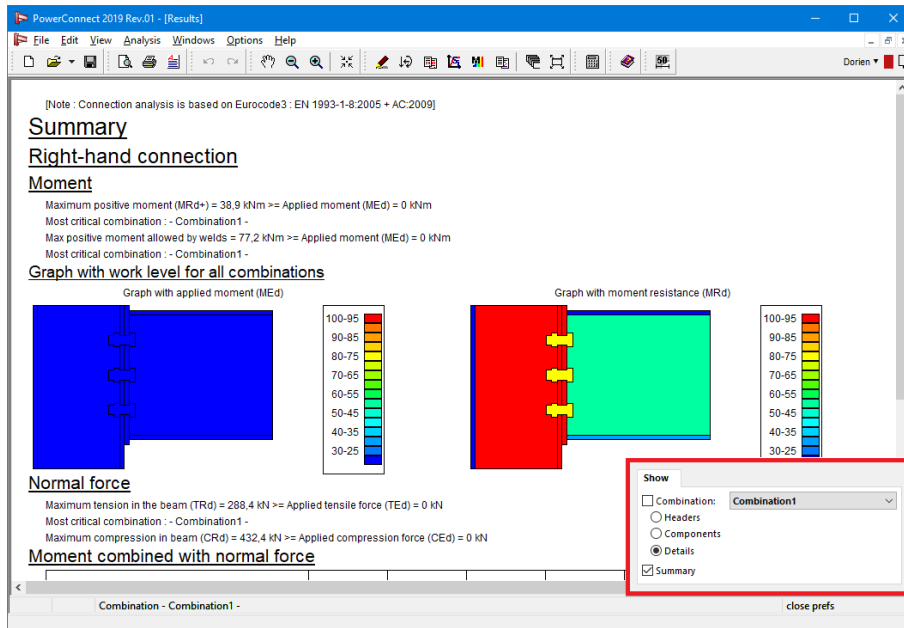 PowerConnect 2019 Rev.01 - [Results]
File Edit View Analysis Windows Options Help
50-
Dorien
[Note : Connection analysis is based on Eurocode3 : EN 1993-1-8:2005 + AC:2009]
Summary
Right-hand connection
Moment
Maximum positive moment (MRd+) = 38,9 kNm >= Applied moment (MEd) = 0 kNm
Most critical combination : - Combination1 -
Max positive moment allowed by welds = 77,2 kNm >= Applied moment (MEd) = 0 kNm
Most critical combination : - Combination1 -
Graph with work level for all combinations
Graph with applied moment (MEd)
100-95
90-85
80-75
70-65
60-55
50-45
40-35
30-25
Graph with moment resistance (MRd)
100-95
90-85
80-75
70-65
60-55
50-45
40-35
30-25
Normal force
Maximum tension in the beam (TRd) = 288,4 kN >= Applied tensile force (TEd) = 0 kN
Most critical combination : - Combination1 -
Maximum compression in beam (CRd) = 432,4 kN >= Applied compression force (CEd) = 0 kN
Moment combined with normal force
Show
Combination: Combination1
Headers
Components
Details
Summary
Combination - Combination1 - close prefs